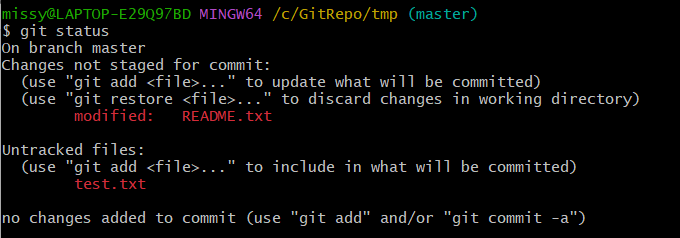 missy@LAPTOP-E29Q97BD MINGW64 /c/GitRepo/tmp (master)
$ git status
On branch master
Changes not staged for commit:
  (use "git add <file>..." to update what will be committed)
  (use "git restore <file>..." to discard changes in working directory)
        modified:   README.txt

Untracked files:
  (use "git add <file>..." to include in what will be committed)
        test.txt

no changes added to commit (use "git add" and/or "git commit -a")